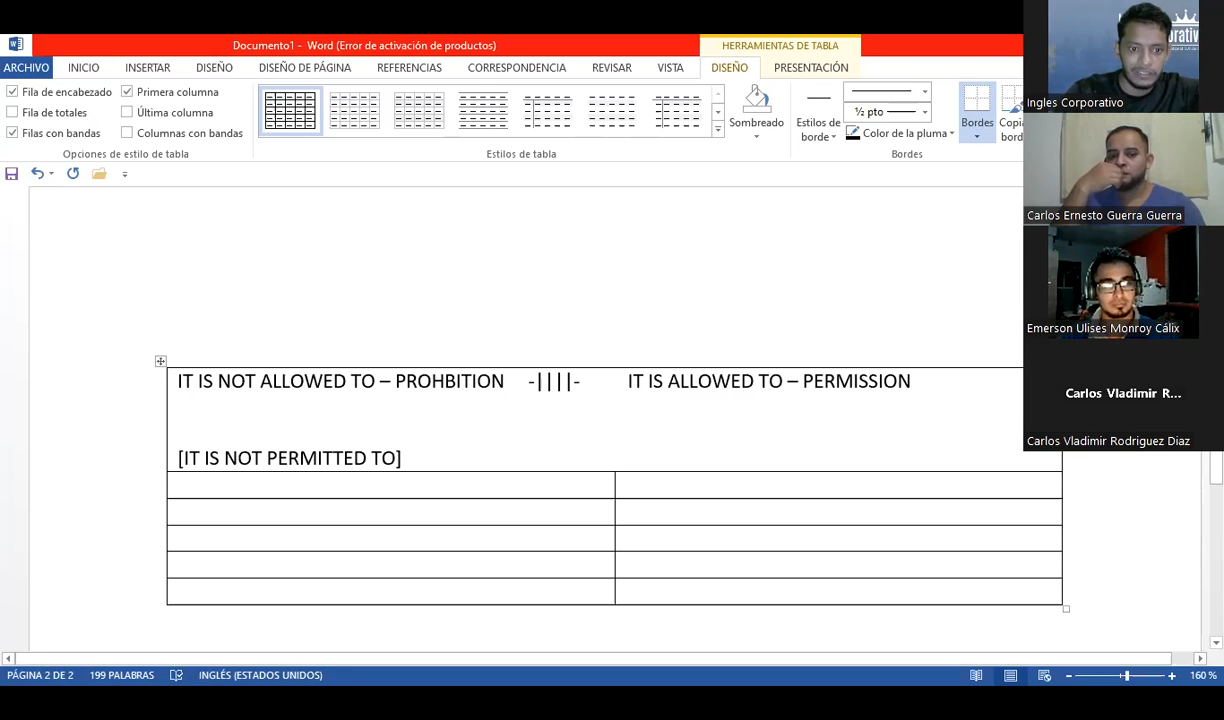 Documento1 - Word (Error de activación de productos)
HERRAMIENTAS DE TABLA
ARCHIVO INICIO INSERTAR DISEÑO DISEÑO DE PÁGINA REFERENCIAS CORRESPONDENCIA REVISAR VISTA DISEÑO PRESENTACIÓN
Fila de encabezado Primera columna
Fila de totales Última columna
Filas con bandas Columnas con bandas
Opciones de estilo de tabla
Estilos de tabla
Sombreado
Estilos de borde
½ pto
Color de la pluma
Bordes
Copia
bord
Bordes
Ingles Corporativo
Carlos Ernesto Guerra Guerra
Emerson Ulises Monroy Cálix
Carlos Vladimir R...
Carlos Vladimir Rodriguez Diaz
IT IS NOT ALLOWED TO – PROHBITION -||||- IT IS ALLOWED TO – PERMISSION
[IT IS NOT PERMITTED TO]
PÁGINA 2 DE 2 199 PALABRAS INGLÉS (ESTADOS UNIDOS) 160 %